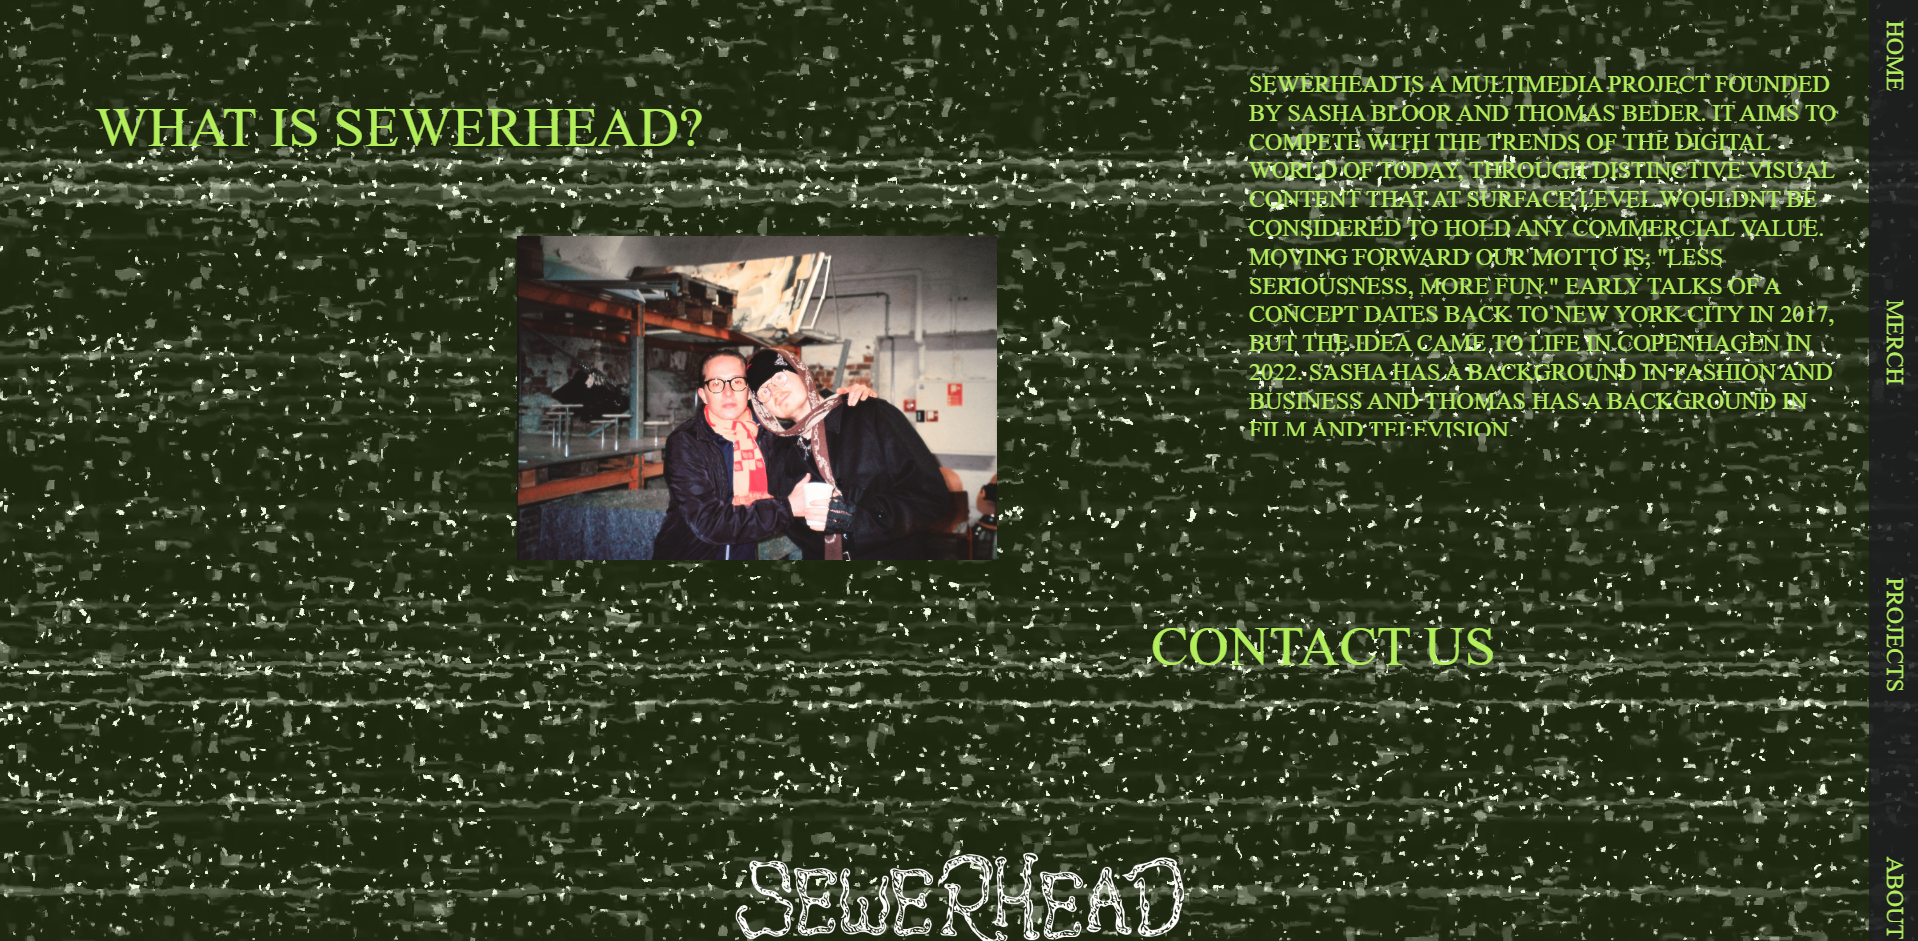 WHAT IS SEWERHEAD?
SEWERHEAD IS A MULTIMEDIA PROJECT FOUNDED
BY SASHA BLOOR AND THOMAS BEDER. IT AIMS TO
COMPETE WITH THE TRENDS OF THE DIGITAL
WORLD OF TODAY, THROUGH DISTINCTIVE VISUAL
CONTENT THAT AT SURFACE LEVEL WOULDNT BE
CONSIDERED TO HOLD ANY COMMERCIAL VALUE.
MOVING FORWARD OUR MOTTO IS; "LESS
SERIOUSNESS, MORE FUN." EARLY TALKS OF A
CONCEPT DATES BACK TO NEW YORK CITY IN 2017,
BUT THE IDEA CAME TO LIFE IN COPENHAGEN IN
2022. SASHA HAS A BACKGROUND IN FASHION AND
BUSINESS AND THOMAS HAS A BACKGROUND IN
FILM AND TELEVISION.
CONTACT US
SEWERHEAD
HOME
MERCH
PROJECTS
ABOUT